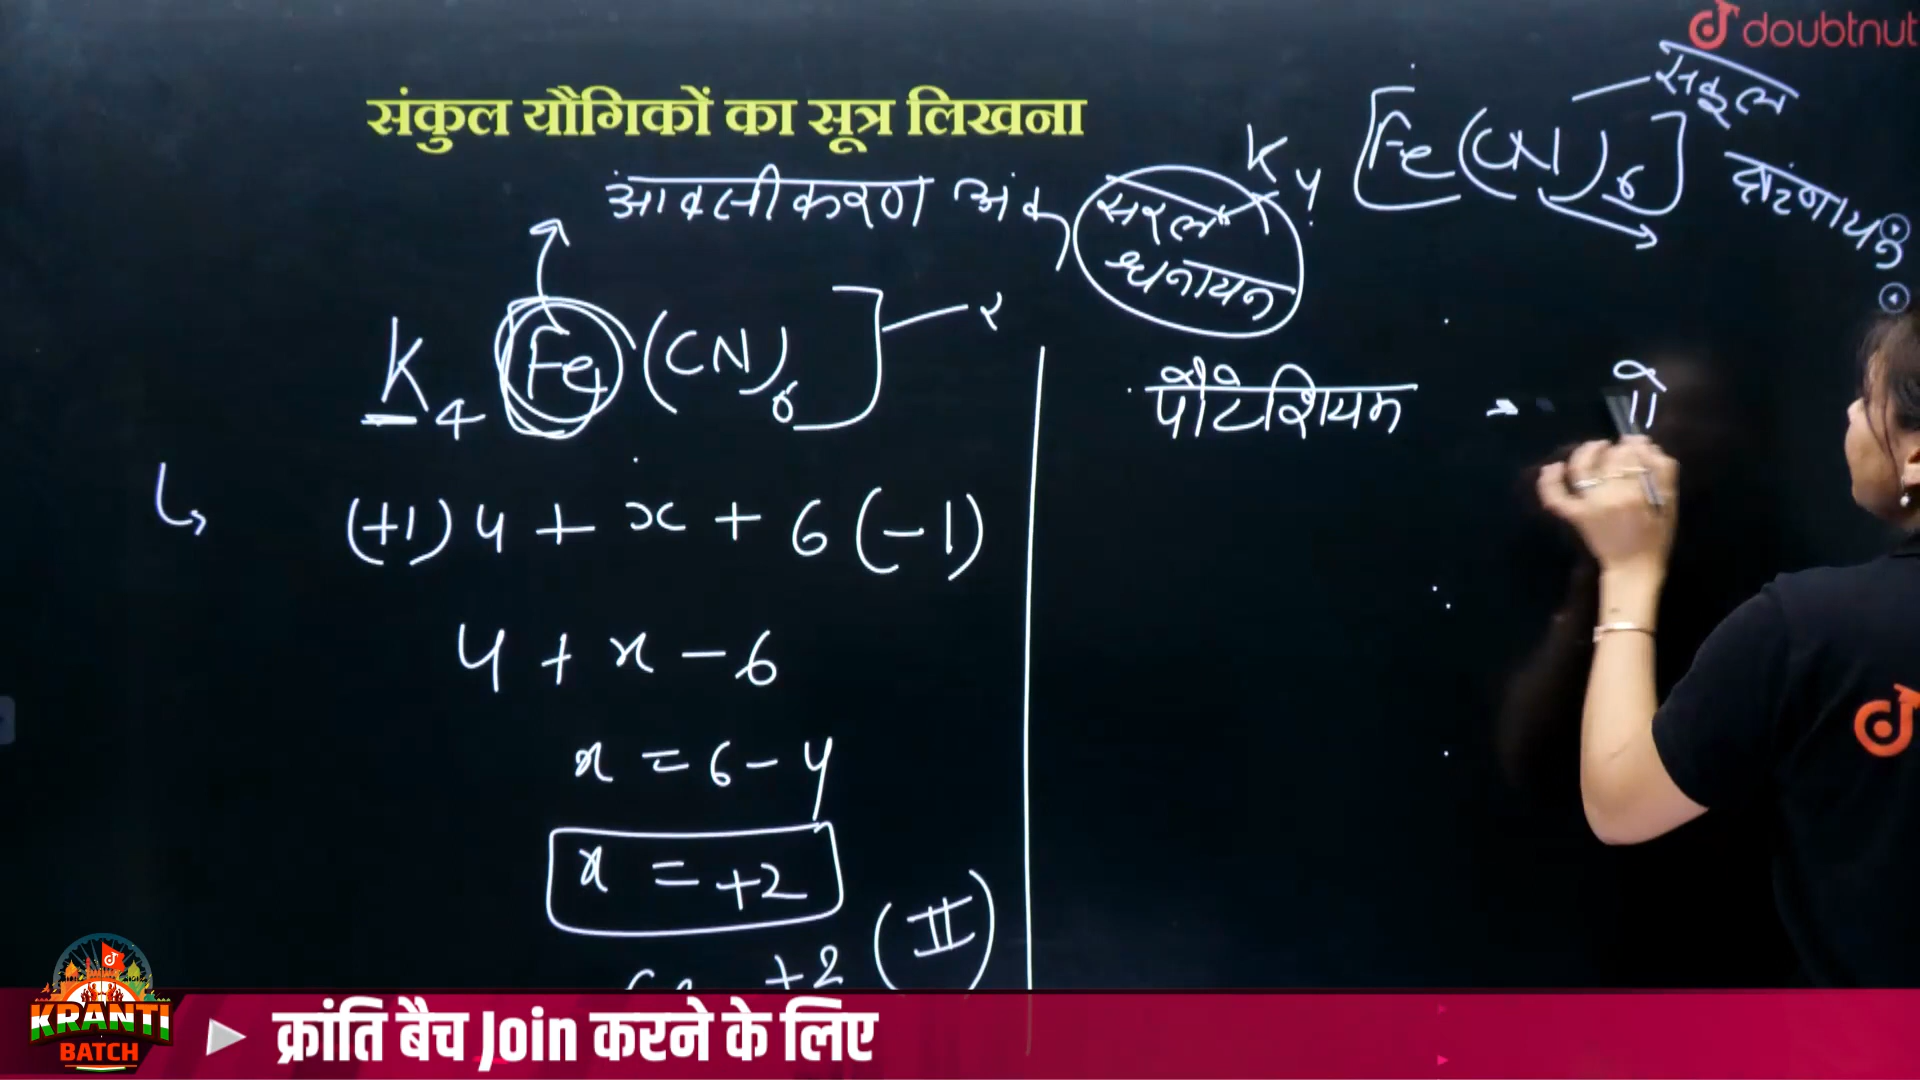 doubtnut
संकुल यौगिकों का सूत्र लिखना
संकुल
K4 [Fe(CN)6]
ऋणायन
आक्सीकरण अंक
सरल
धनायन
K4 Fe (CN)6]
पोटेशियम -
(+1) 4 + x + 6 (-1)
4 + x - 6
x = 6 - 4
x = +2
+2 (II)
KRANTI
BATCH
क्रांति बैच Join करने के लिए